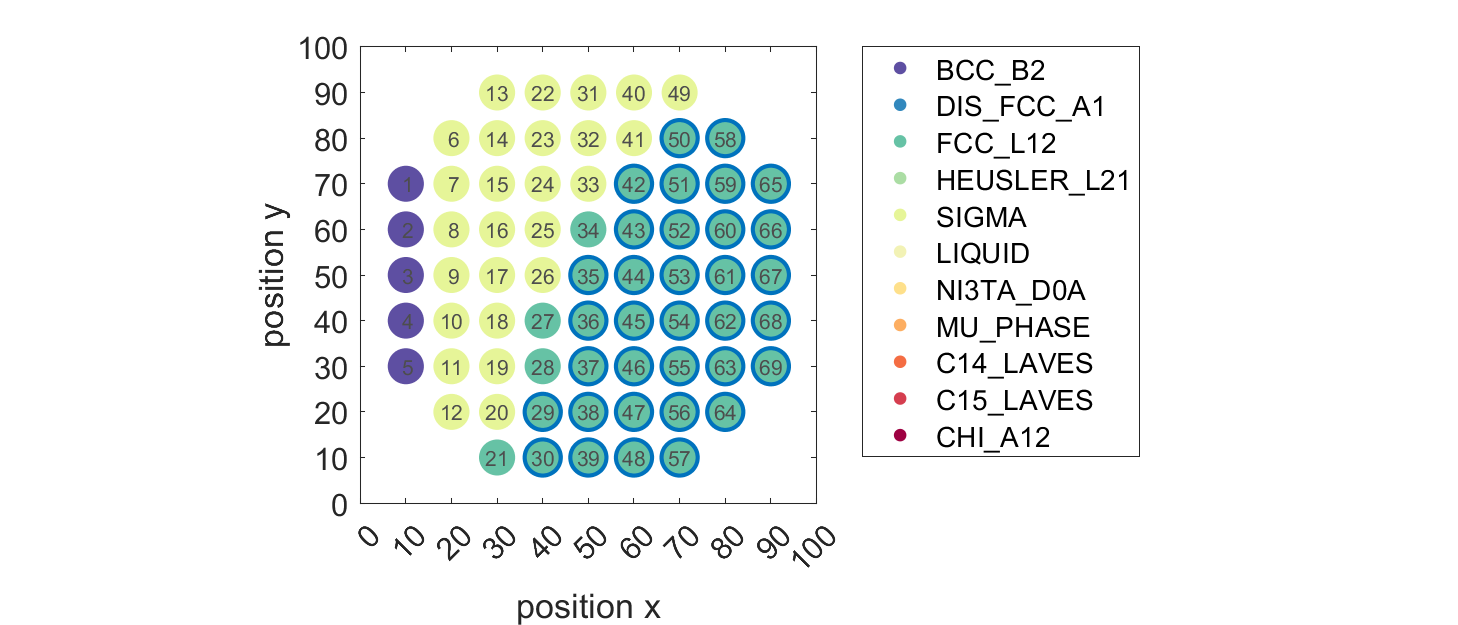 100
90
80
70
60
50
40
30
20
10
0
position y
13 22 31 40 49
6 14 23 32 41 50 58
1 7 15 24 33 42 51 59 65
2 8 16 25 34 43 52 60 66
3 9 17 26 35 44 53 61 67
4 10 18 27 36 45 54 62 68
5 11 19 28 37 46 55 63 69
12 20 29 38 47 56 64
21 30 39 48 57
0 10 20 30 40 50 60 70 80 90 100
position x
BCC_B2
DIS_FCC_A1
FCC_L12
HEUSLER_L21
SIGMA
LIQUID
NI3TA_D0A
MU_PHASE
C14_LAVES
C15_LAVES
CHI_A12